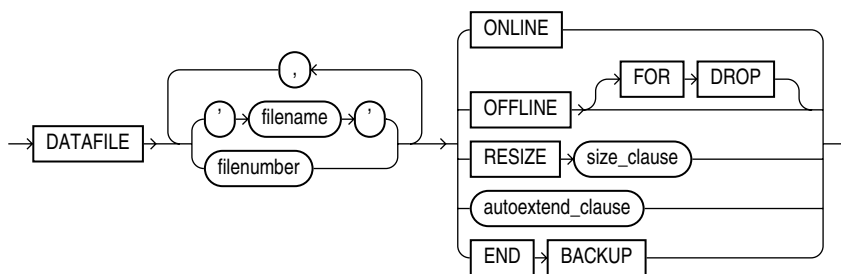 ONLINE
,
FOR DROP
' filename '
OFFLINE
DATAFILE
filenumber
RESIZE size_clause
autoextend_clause
END BACKUP